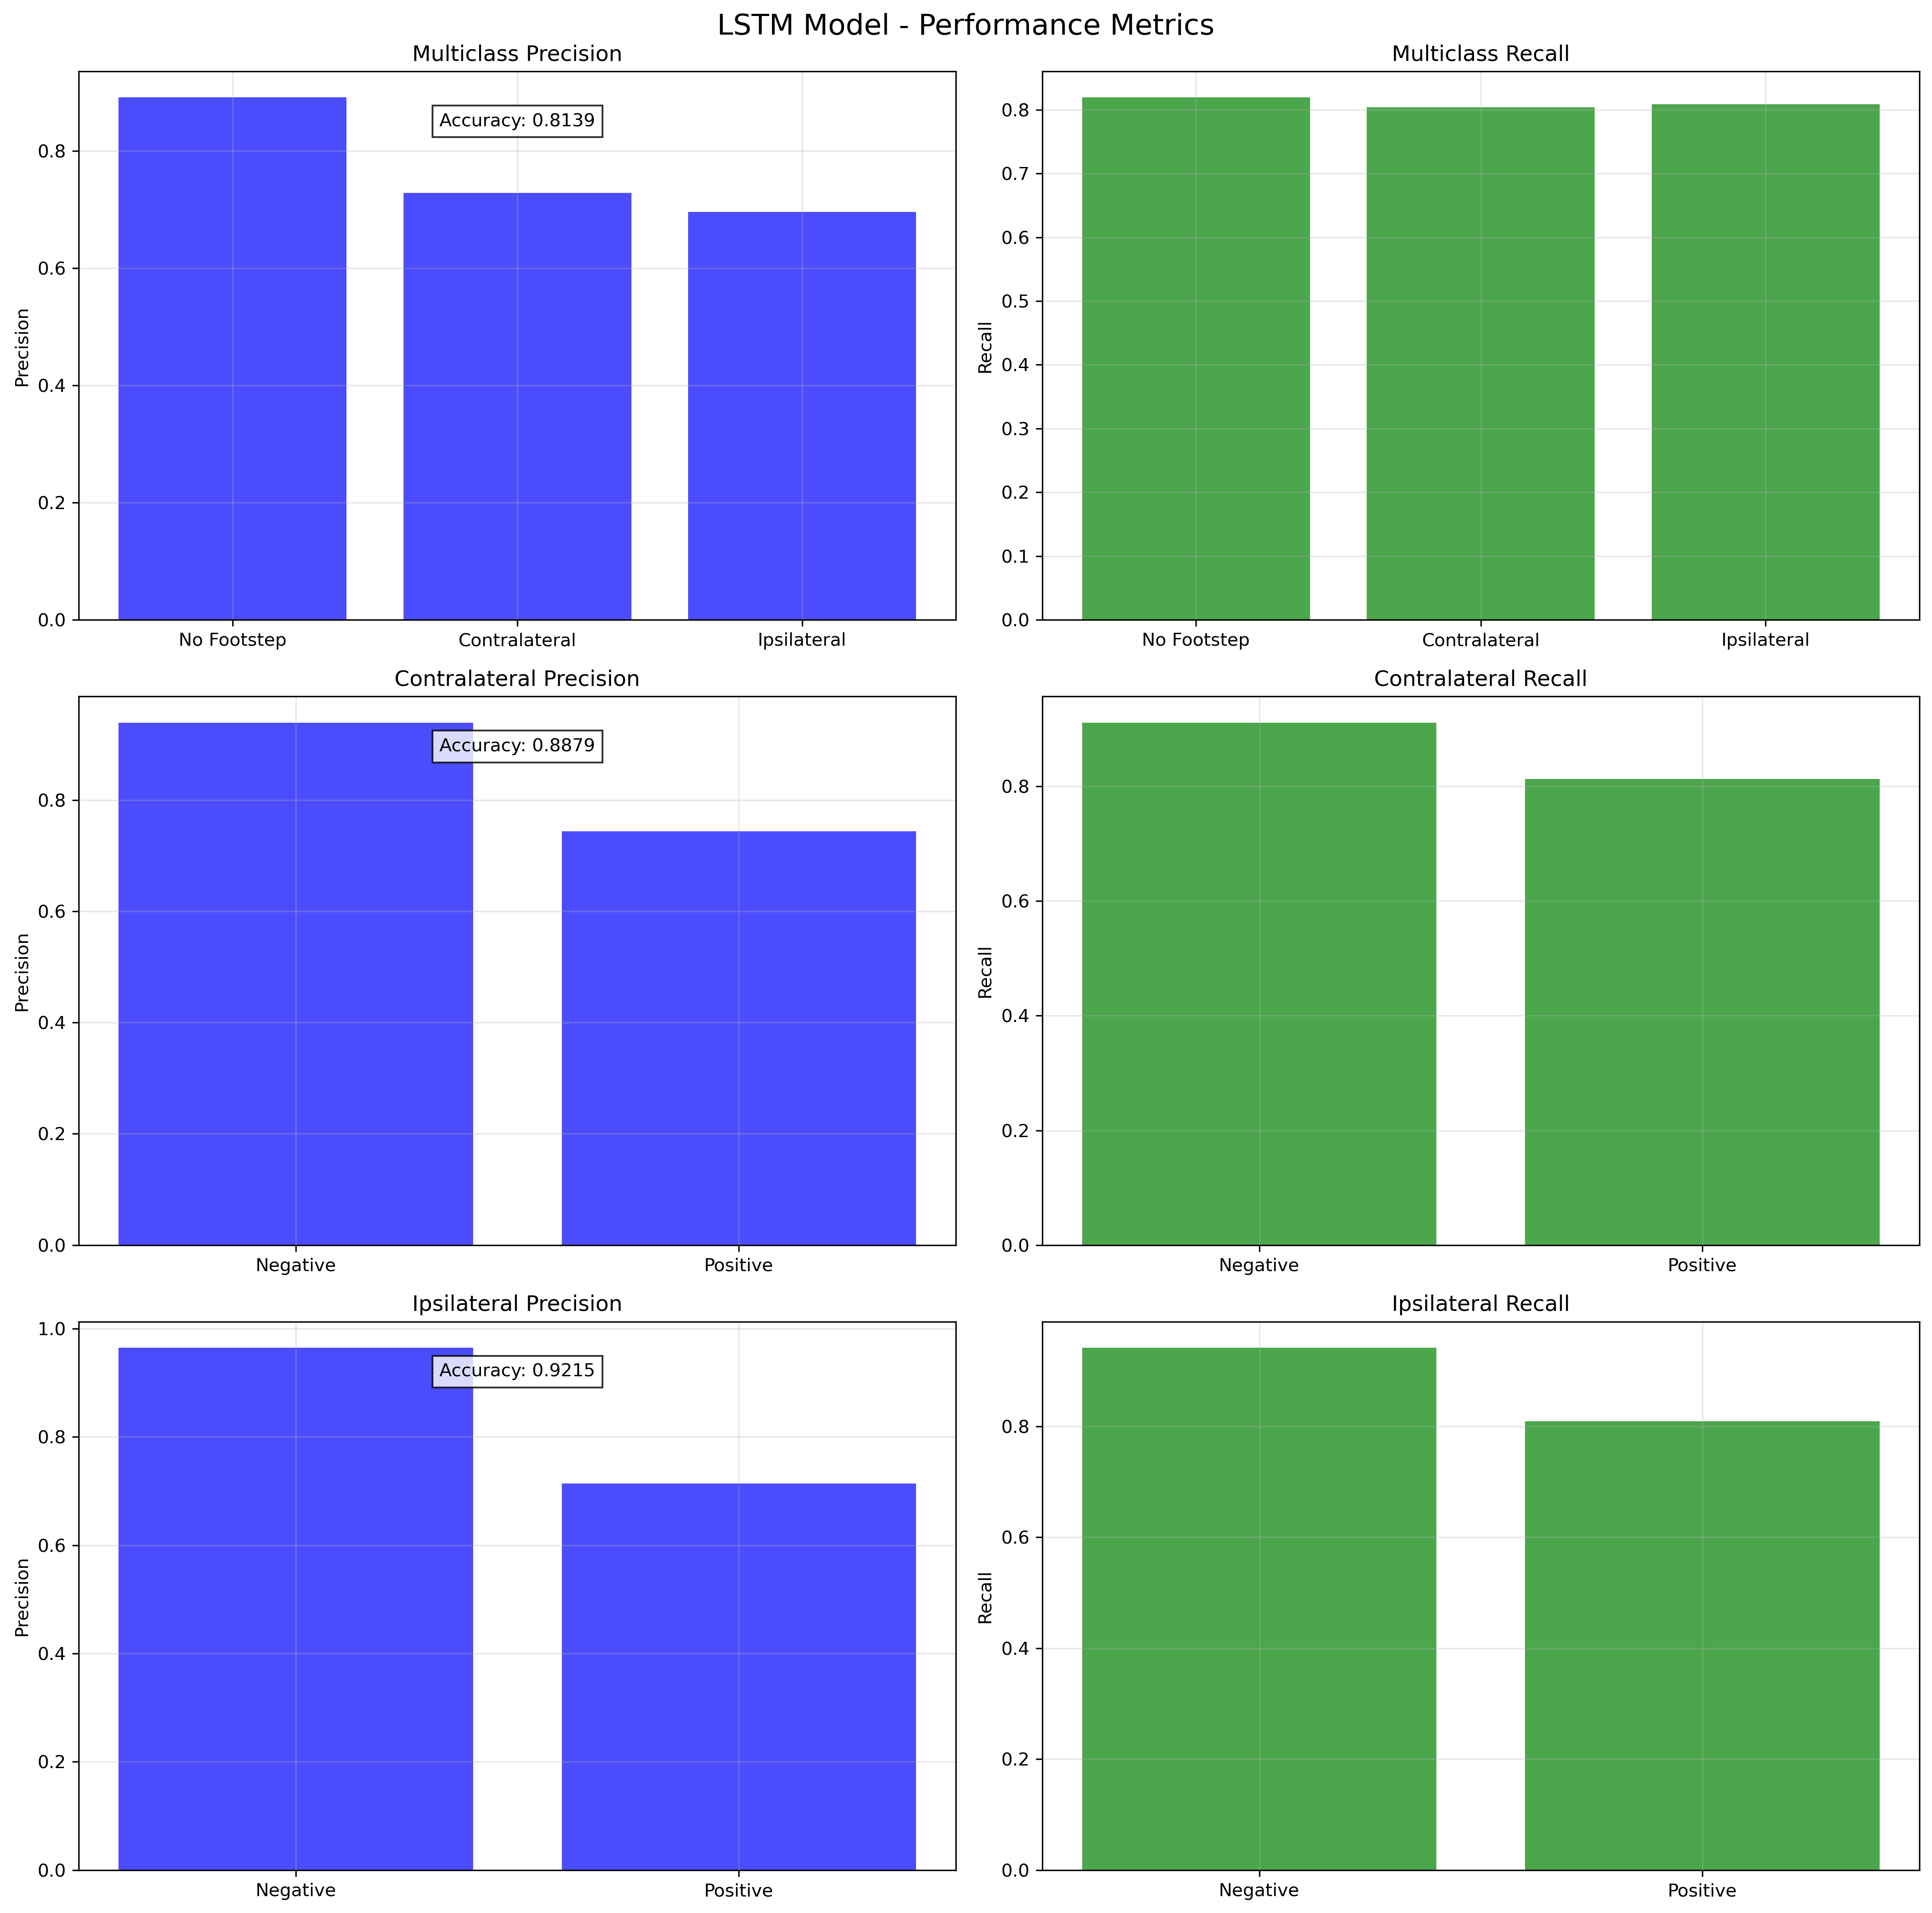 LSTM Model - Performance Metrics
Multiclass Precision
Accuracy: 0.8139
Precision
0.8
0.6
0.4
0.2
0.0
No Footstep Contralateral Ipsilateral
Multiclass Recall
Recall
0.8
0.7
0.6
0.5
0.4
0.3
0.2
0.1
0.0
No Footstep Contralateral Ipsilateral
Contralateral Precision
Accuracy: 0.8879
Precision
0.8
0.6
0.4
0.2
0.0
Negative Positive
Contralateral Recall
Recall
0.8
0.6
0.4
0.2
0.0
Negative Positive
Ipsilateral Precision
Accuracy: 0.9215
Precision
1.0
0.8
0.6
0.4
0.2
0.0
Negative Positive
Ipsilateral Recall
Recall
0.8
0.6
0.4
0.2
0.0
Negative Positive